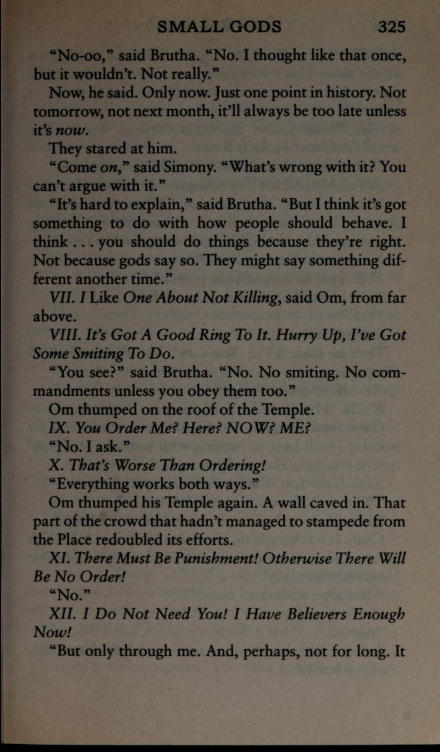 SMALL GODS 325
"No-oo," said Brutha. "No. I thought like that once,
but it wouldn't. Not really."
Now, he said. Only now. Just one point in history. Not
tomorrow, not next month, it'll always be too late unless
it's now.
They stared at him.
"Come on," said Simony. "What's wrong with it? You
can't argue with it."
"It's hard to explain," said Brutha. "But I think it's got
something to do with how people should behave. I
think . . . you should do things because they're right.
Not because gods say so. They might say something dif-
ferent another time."
VII. I Like One About Not Killing, said Om, from far
above.
VIII. It's Got A Good Ring To It. Hurry Up, I've Got
Some Smiting To Do.
"You see?" said Brutha. "No. No smiting. No com-
mandments unless you obey them too."
Om thumped on the roof of the Temple.
IX. You Order Me? Here? NOW? ME?
"No. I ask."
X. That's Worse Than Ordering!
"Everything works both ways."
Om thumped his Temple again. A wall caved in. That
part of the crowd that hadn't managed to stampede from
the Place redoubled its efforts.
XI. There Must Be Punishment! Otherwise There Will
Be No Order!
"No."
XII. I Do Not Need You! I Have Believers Enough
Now!
"But only through me. And, perhaps, not for long. It